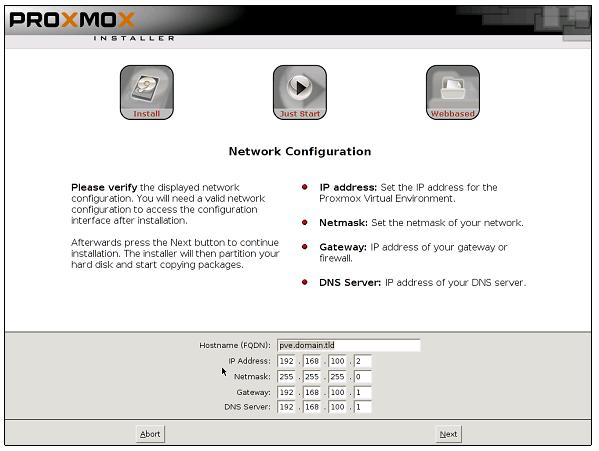 PROXMOX
INSTALLER
Install
Just Start
Webbased
Network Configuration
Please verify the displayed network
configuration. You will need a valid network
configuration to access the configuration
interface after installation.
Afterwards press the Next button to continue
installation. The installer will then partition your
hard disk and start copying packages.
IP address: Set the IP address for the
Proxmox Virtual Environment.
Netmask: Set the netmask of your network.
Gateway: IP address of your gateway or
firewall.
DNS Server: IP address of your DNS server.
Hostname (FQDN): pve.domain.tld
IP Address: 192 . 168 . 100 . 2
Netmask: 255 . 255 . 255 . 0
Gateway: 192 . 168 . 100 . 1
DNS Server: 192 . 168 . 100 . 1
Abort
Next